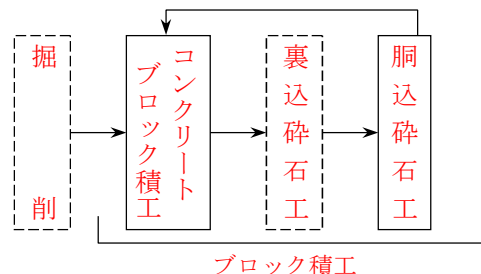 掘削
コンクリート
ブロック積工
裏込砕石工
胴込砕石工
ブロック積工